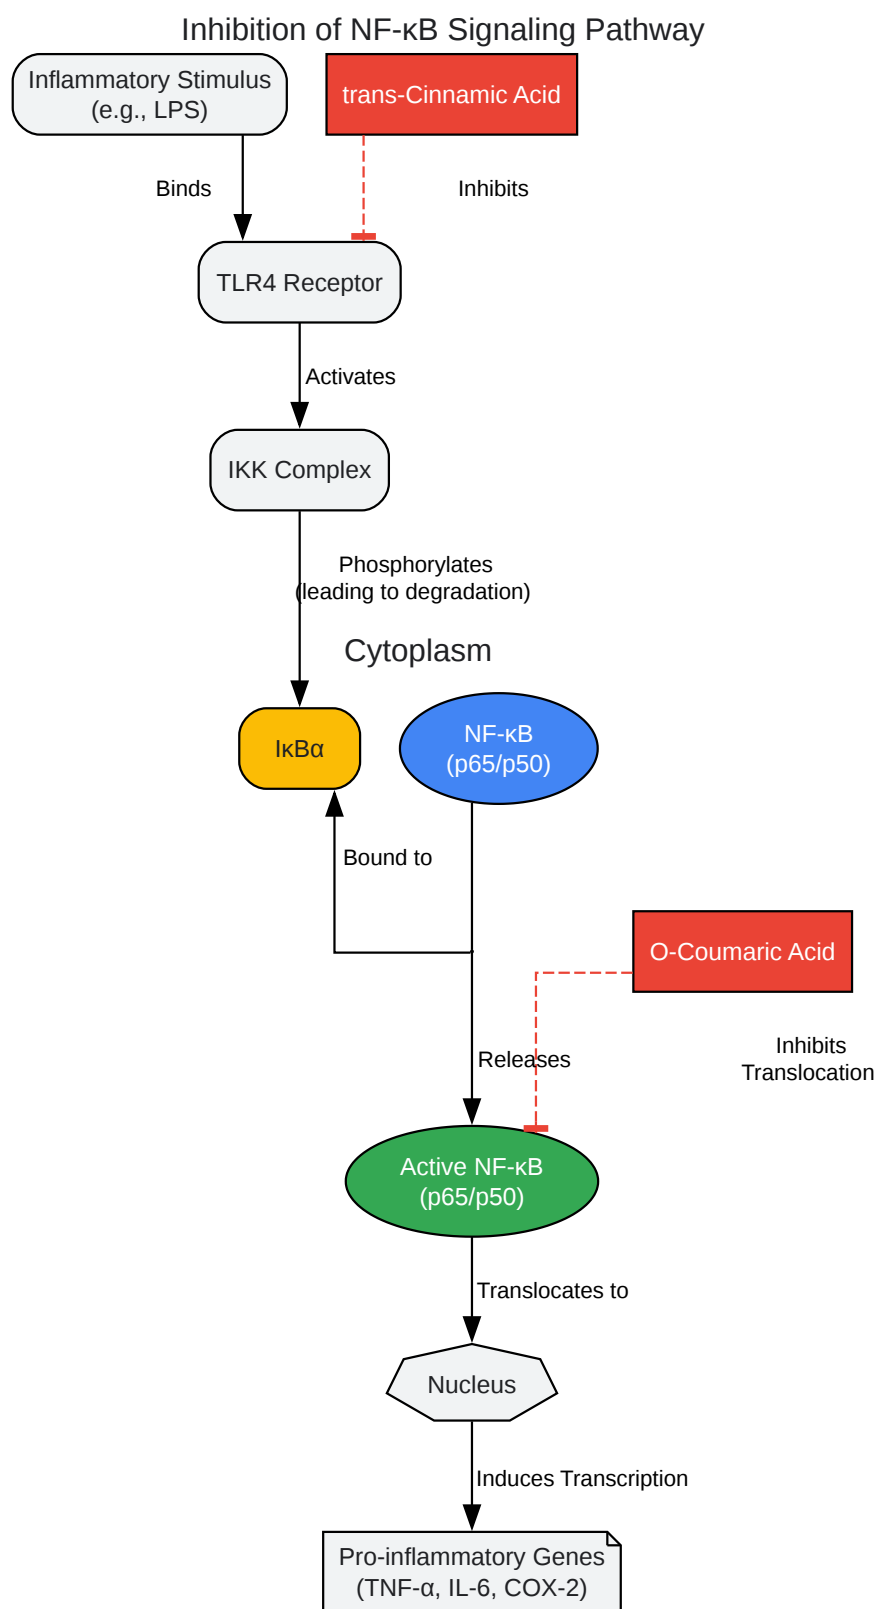 Inhibition of NF-κB Signaling Pathway
Inflammatory Stimulus
(e.g., LPS)
trans-Cinnamic Acid
Binds
Inhibits
TLR4 Receptor
Activates
IKK Complex
Phosphorylates
(leading to degradation)
Cytoplasm
IκBα
NF-κB
(p65/p50)
Bound to
O-Coumaric Acid
Releases
Inhibits
Translocation
Active NF-κB
(p65/p50)
Translocates to
Nucleus
Induces Transcription
Pro-inflammatory Genes
(TNF-α, IL-6, COX-2)